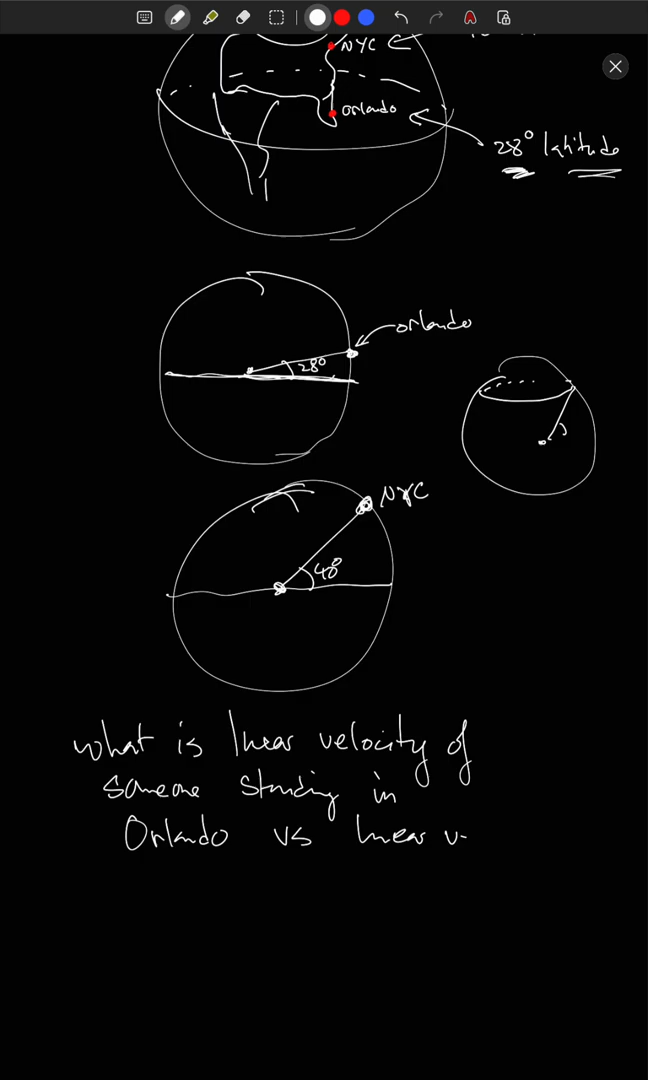 NYC
orlando
28° latitude
orlando
28°
NYC
40°
what is linear velocity of
someone standing in
Orlando vs linear v